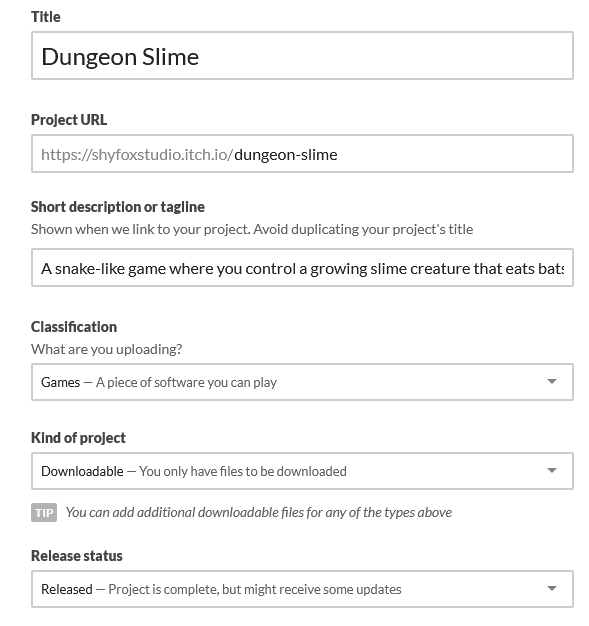 Title
Dungeon Slime
Project URL
https://shyfoxstudio.itch.io/dungeon-slime
Short description or tagline
Shown when we link to your project. Avoid duplicating your project's title
A snake-like game where you control a growing slime creature that eats bats
Classification
What are you uploading?
Games — A piece of software you can play
Kind of project
Downloadable — You only have files to be downloaded
TIP You can add additional downloadable files for any of the types above
Release status
Released — Project is complete, but might receive some updates